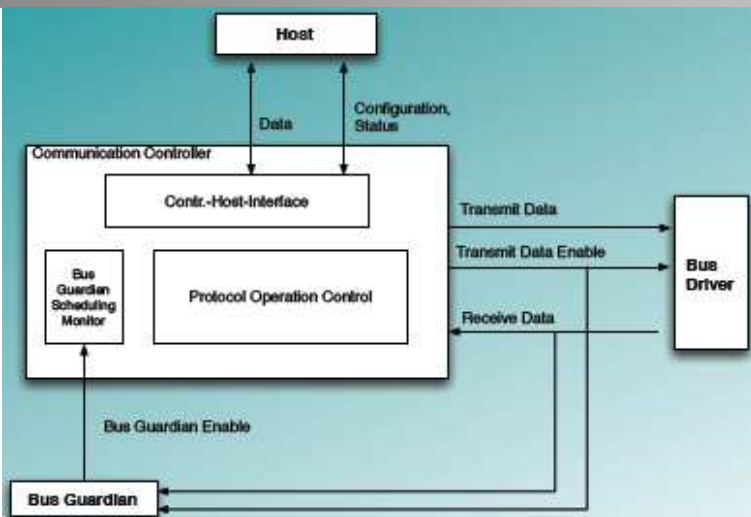 Host
Data
Configuration,
Status
Communication Controller
Contr.-Host-Interface
Transmit Data
Transmit Data Enable
Bus
Guardian
Scheduling
Monitor
Protocol Operation Control
Bus
Driver
Receive Data
Bus Guardian Enable
Bus Guardian